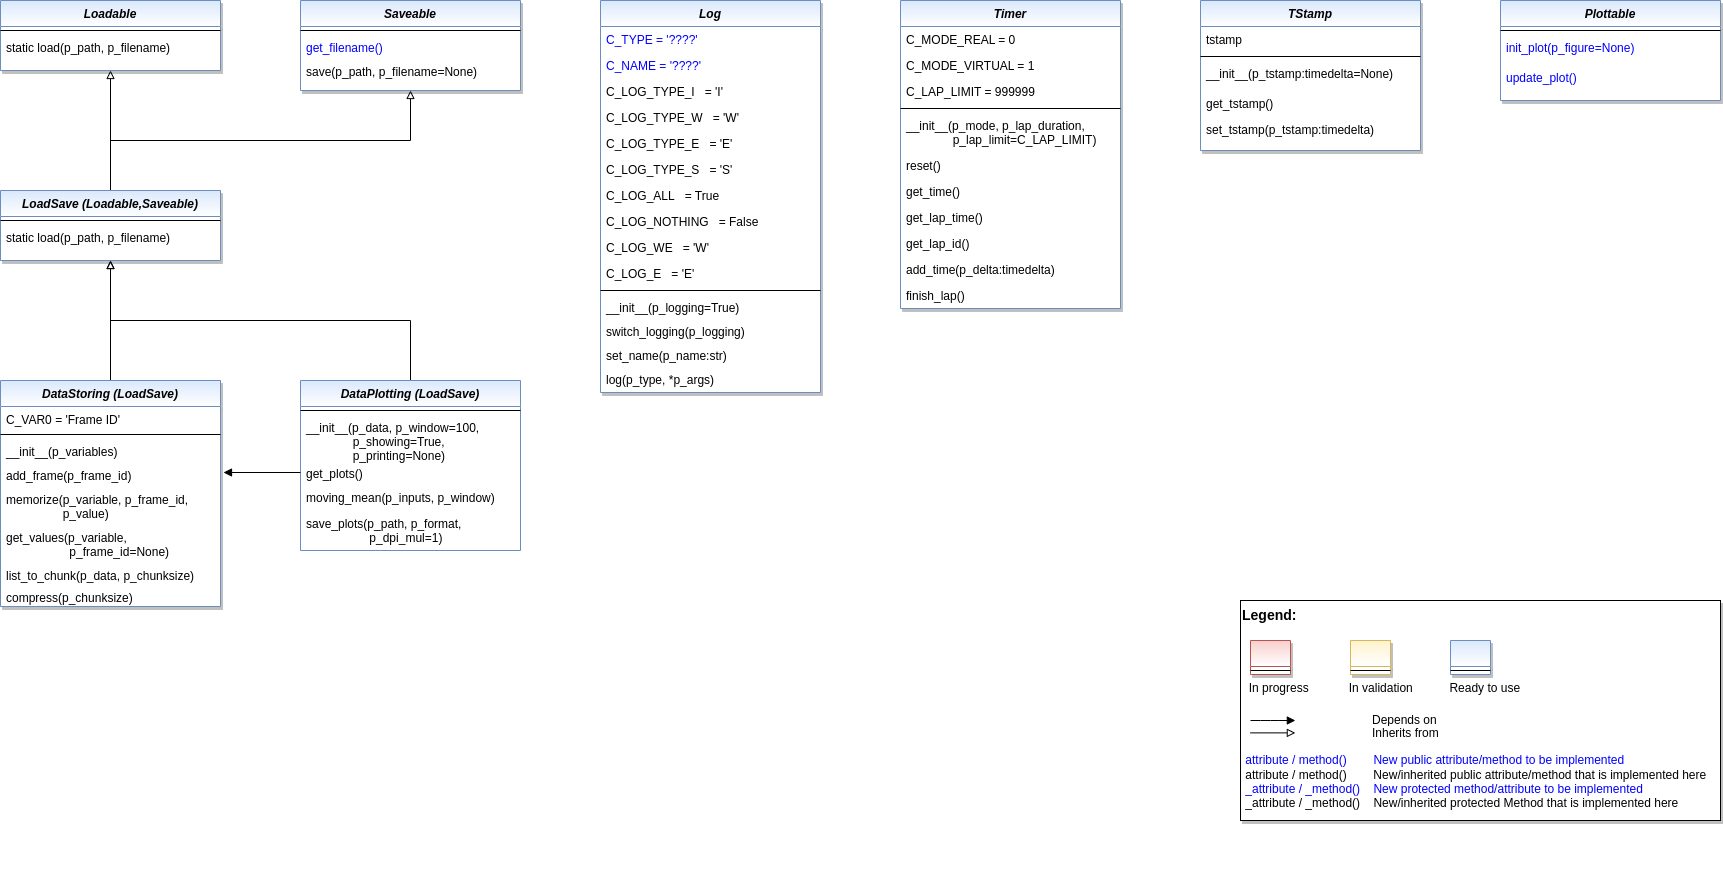 Loadable
static load(p_path, p_filename)
Saveable
get_filename()
save(p_path, p_filename=None)
LoadSave (Loadable,Saveable)
static load(p_path, p_filename)
DataStoring (LoadSave)
C_VAR0 = 'Frame ID'
__init__(p_variables)
add_frame(p_frame_id)
memorize(p_variable, p_frame_id,
p_value)
get_values(p_variable,
p_frame_id=None)
list_to_chunk(p_data, p_chunksize)
compress(p_chunksize)
DataPlotting (LoadSave)
__init__(p_data, p_window=100,
p_showing=True,
p_printing=None)
get_plots()
moving_mean(p_inputs, p_window)
save_plots(p_path, p_format,
p_dpi_mul=1)
Log
C_TYPE = '????'
C_NAME = '????'
C_LOG_TYPE_I   = 'I'
C_LOG_TYPE_W   = 'W'
C_LOG_TYPE_E   = 'E'
C_LOG_TYPE_S   = 'S'
C_LOG_ALL   = True
C_LOG_NOTHING   = False
C_LOG_WE   = 'W'
C_LOG_E   = 'E'
__init__(p_logging=True)
switch_logging(p_logging)
set_name(p_name:str)
log(p_type, *p_args)
Timer
C_MODE_REAL = 0
C_MODE_VIRTUAL = 1
C_LAP_LIMIT = 999999
__init__(p_mode, p_lap_duration,
p_lap_limit=C_LAP_LIMIT)
reset()
get_time()
get_lap_time()
get_lap_id()
add_time(p_delta:timedelta)
finish_lap()
TStamp
tstamp
__init__(p_tstamp:timedelta=None)
get_tstamp()
set_tstamp(p_tstamp:timedelta)
Plottable
init_plot(p_figure=None)
update_plot()
Legend:
In progress
In validation
Ready to use
Depends on
Inherits from
attribute / method() New public attribute/method to be implemented
attribute / method() New/inherited public attribute/method that is implemented here
_attribute / _method() New protected method/attribute to be implemented
_attribute / _method() New/inherited protected Method that is implemented here